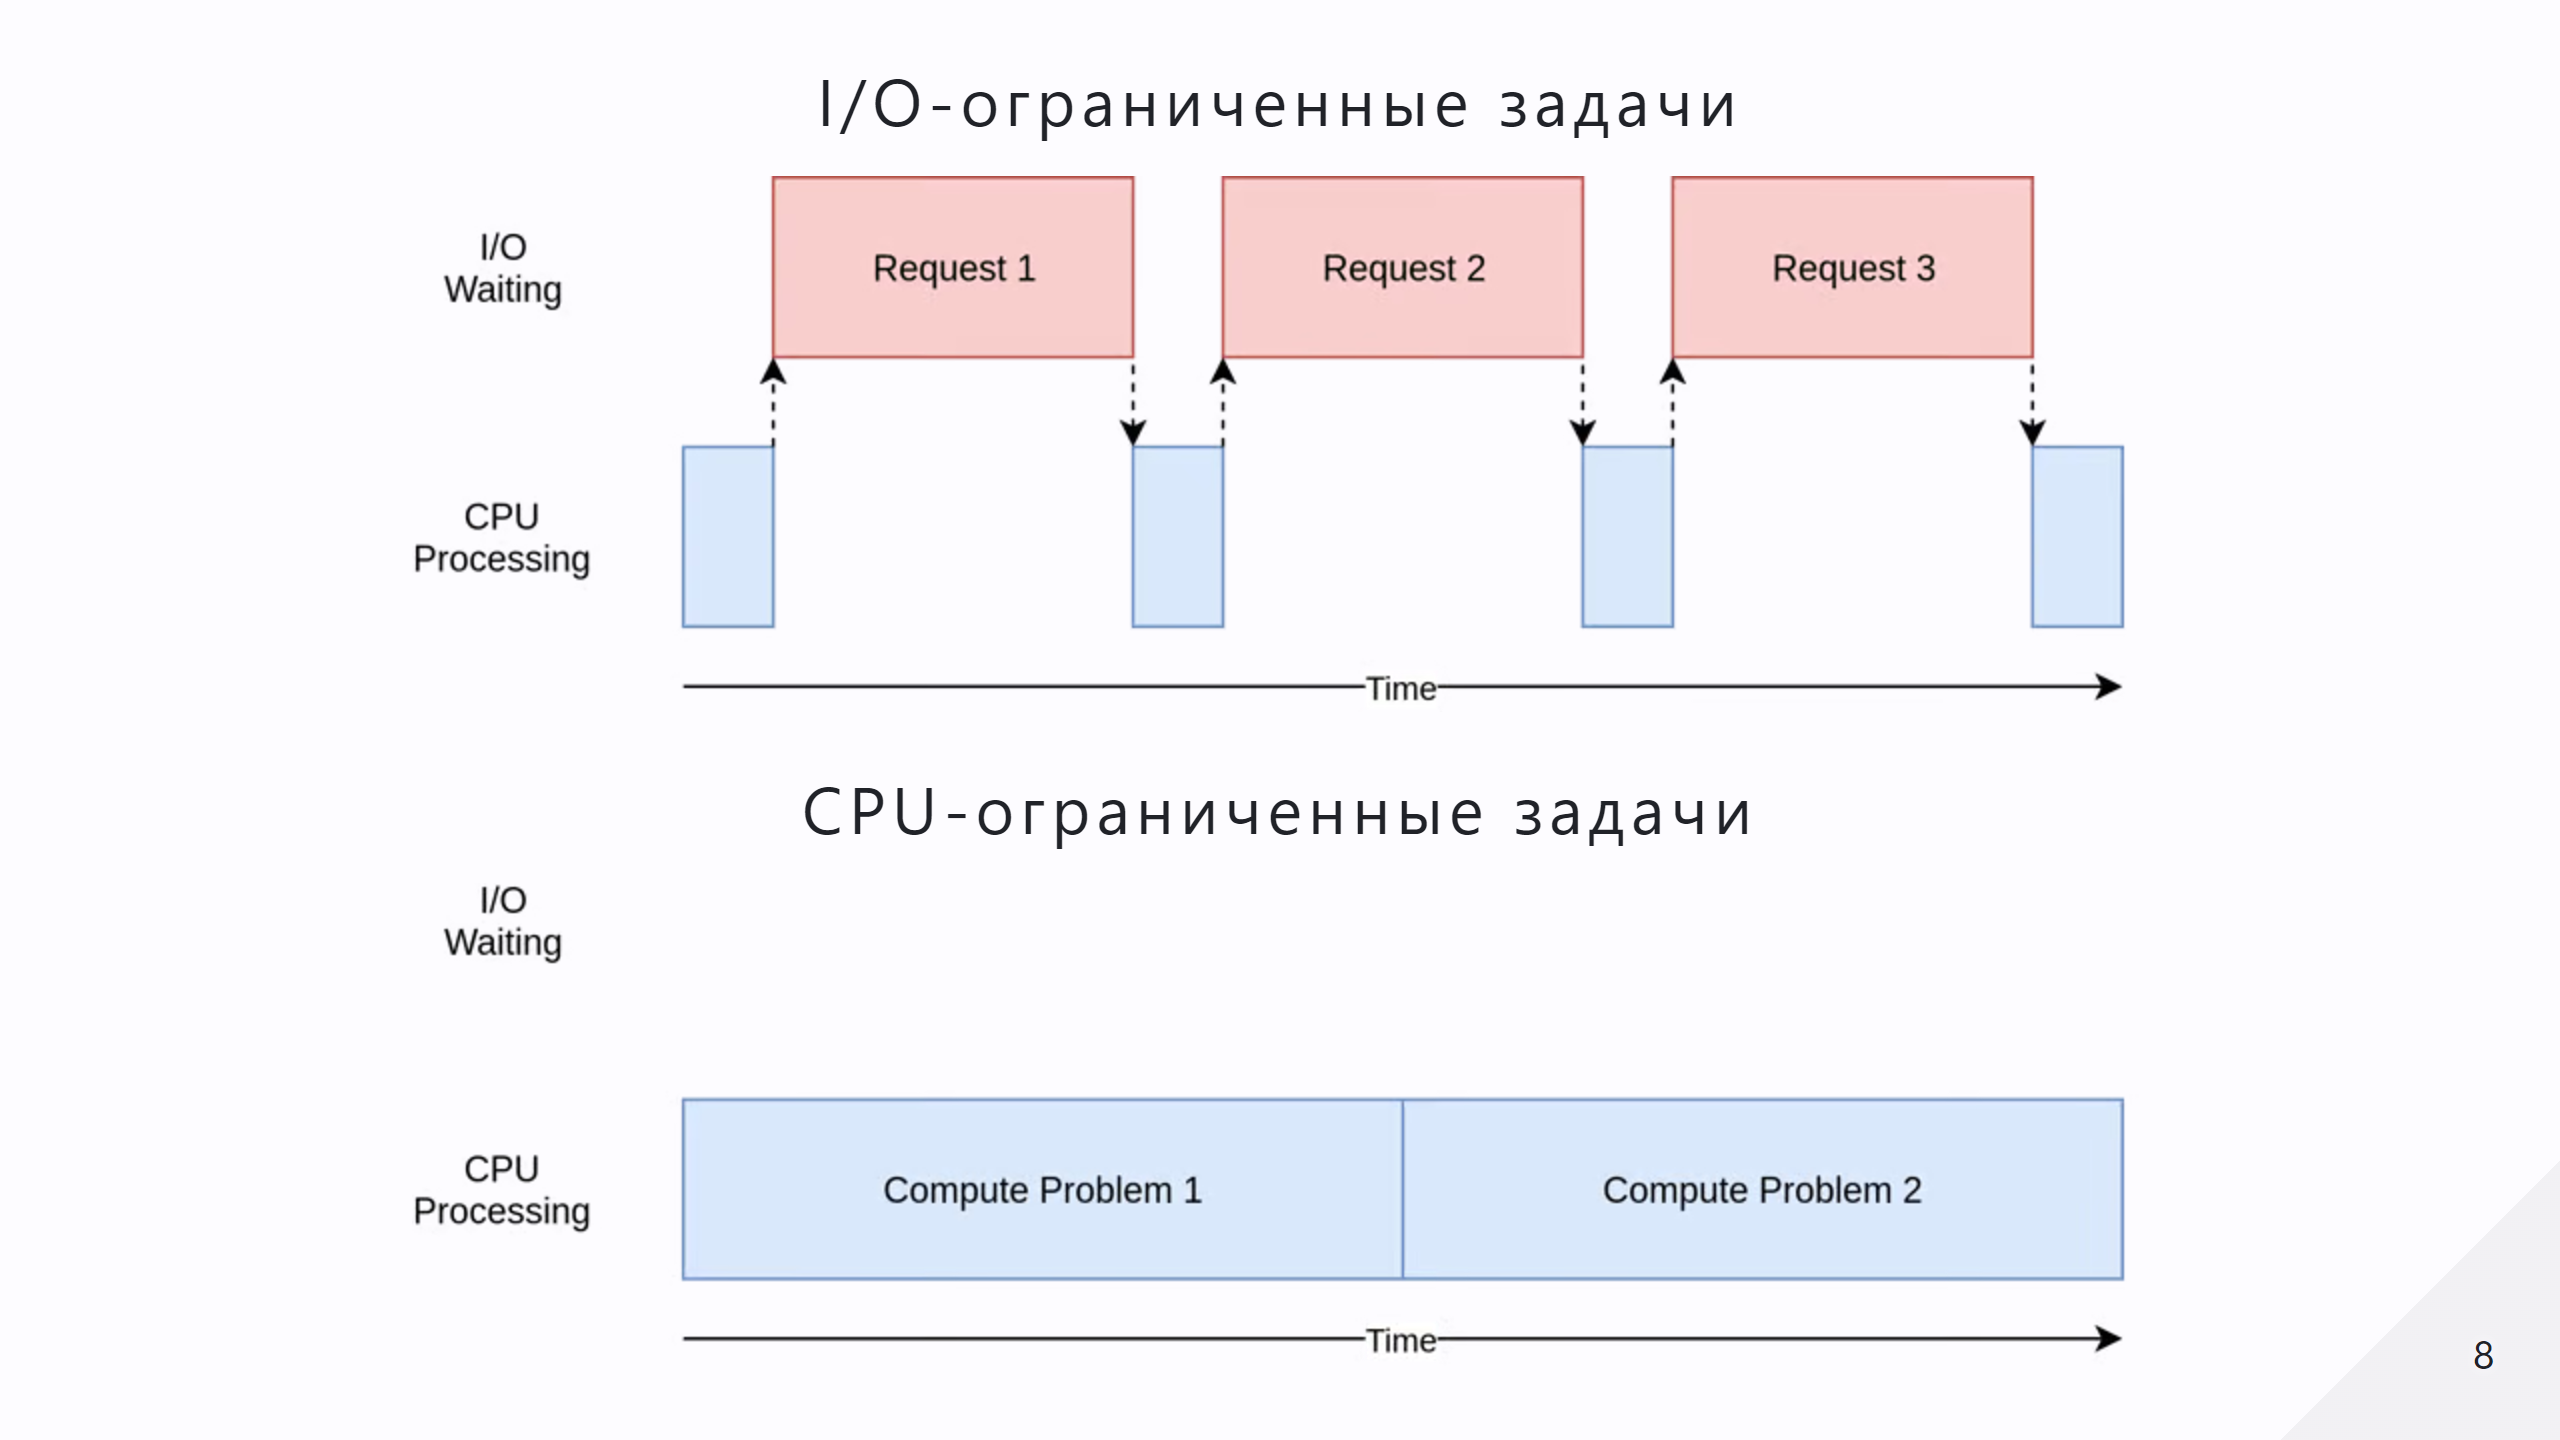 I/O-ограниченные задачи
I/O
Waiting
Request 1
Request 2
Request 3
CPU
Processing
Time
CPU-ограниченные задачи
I/O
Waiting
CPU
Processing
Compute Problem 1
Compute Problem 2
Time
8